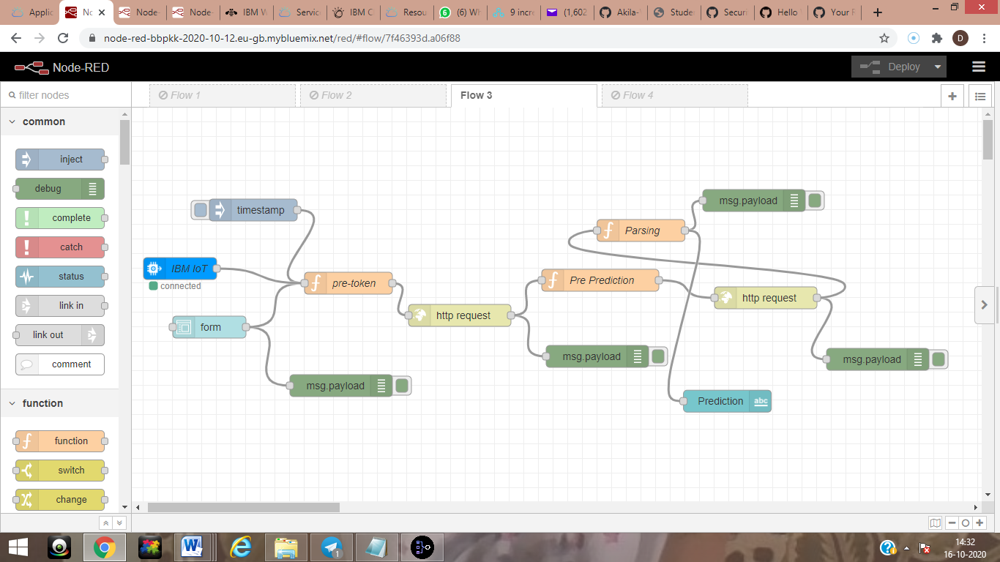 Applic
No
Node-
Node-
IBM W
Servic
IBM C
Resou
(6) Wh
9 incre
(1,602
Akila-
Stude
Securi
Hello
Your F
node-red-bbpkk-2020-10-12.eu-gb.mybluemix.net/red/#flow/7f46393d.a06f88
D
Node-RED
Deploy
filter nodes
Flow 1
Flow 2
Flow 3
Flow 4
common
inject
debug
complete
catch
status
link in
link out
comment
function
function
switch
change
msg.payload
timestamp
Parsing
IBM IoT
connected
pre-token
Pre Prediction
http request
http request
form
msg.payload
msg.payload
msg.payload
Prediction
abc
1
14:32
16-10-2020